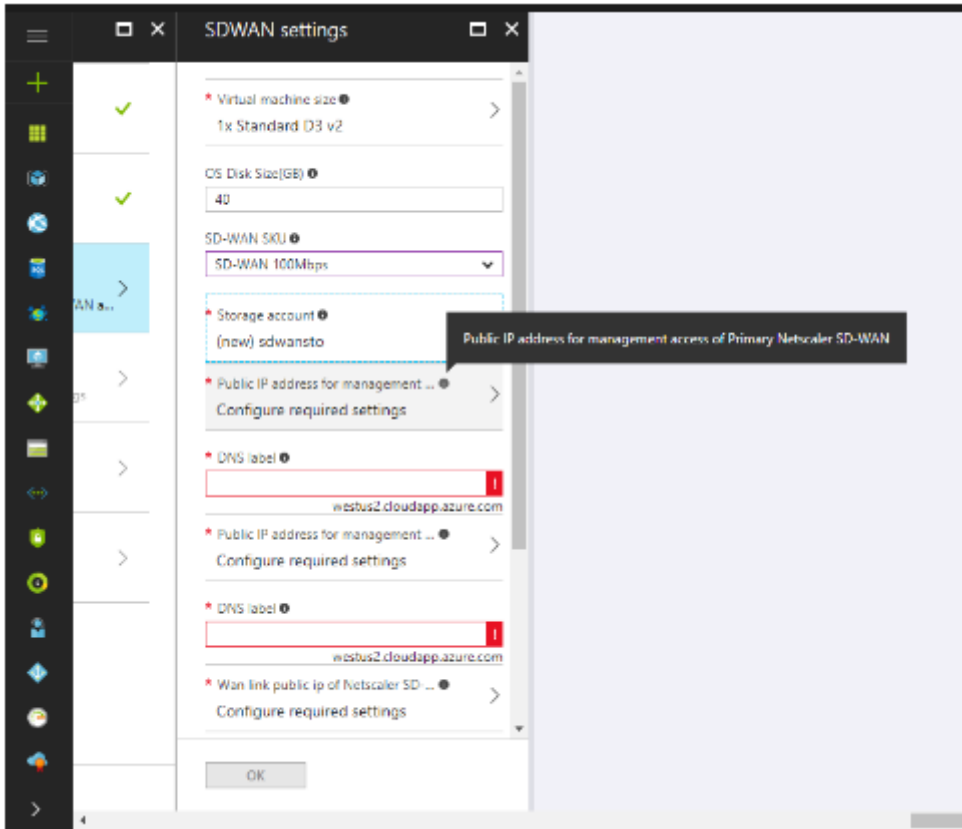 SDWAN settings
* Virtual machine size
1x Standard D3 v2
OS Disk Size(GB)
40
SD-WAN SKU
SD-WAN 100Mbps
AN a...
* Storage account
(new) sdwansto
Public IP address for management access of Primary Netscaler SD-WAN
gs
* Public IP address for management ...
Configure required settings
* DNS label
westus2.cloudapp.azure.com
* Public IP address for management ...
Configure required settings
* DNS label
westus2.cloudapp.azure.com
* Wan link public ip of Netscaler SD-...
Configure required settings
OK